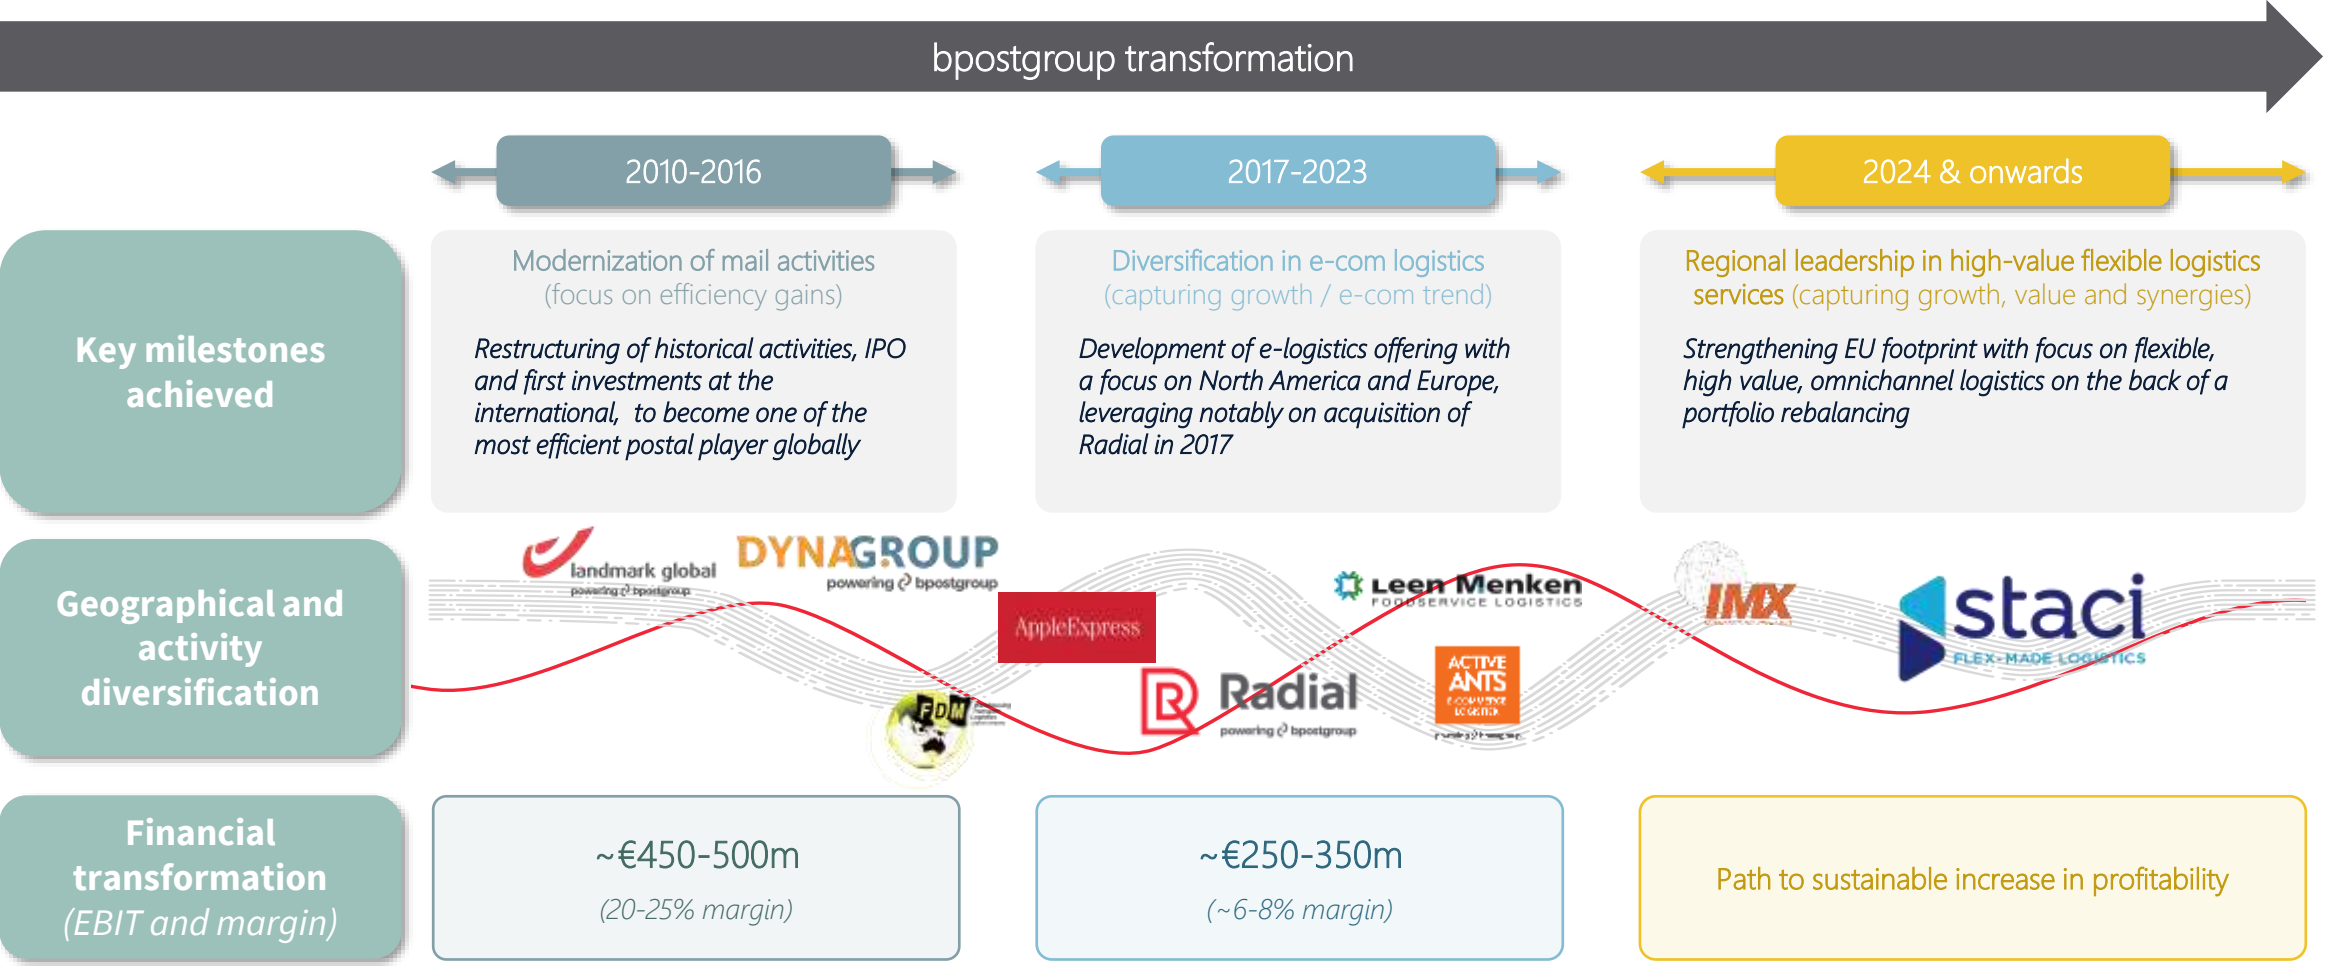 bpostgroup transformation
2010-2016
2017-2023
2024 & onwards
Key milestones
achieved
Modernization of mail activities
(focus on efficiency gains)
Restructuring of historical activities, IPO
and first investments at the
international, to become one of the
most efficient postal player globally
Diversification in e-com logistics
(capturing growth / e-com trend)
Development of e-logistics offering with
a focus on North America and Europe,
leveraging notably on acquisition of
Radial in 2017
Regional leadership in high-value flexible logistics
services (capturing growth, value and synergies)
Strengthening EU footprint with focus on flexible,
high value, omnichannel logistics on the back of a
portfolio rebalancing
Geographical and
activity
diversification
landmark global
powering bpostgroup
DYNAGROUP
powering bpostgroup
FDM
AppleExpress
Radial
powering bpostgroup
Leen Menken
FOODSERVICE LOGISTICS
ACTIVE
ANTS
E-COMMERCE
LOGISTIEK
IMX
staci
FLEX-MADE LOGISTICS
Financial
transformation
(EBIT and margin)
~€450-500m
(20-25% margin)
~€250-350m
(~6-8% margin)
Path to sustainable increase in profitability